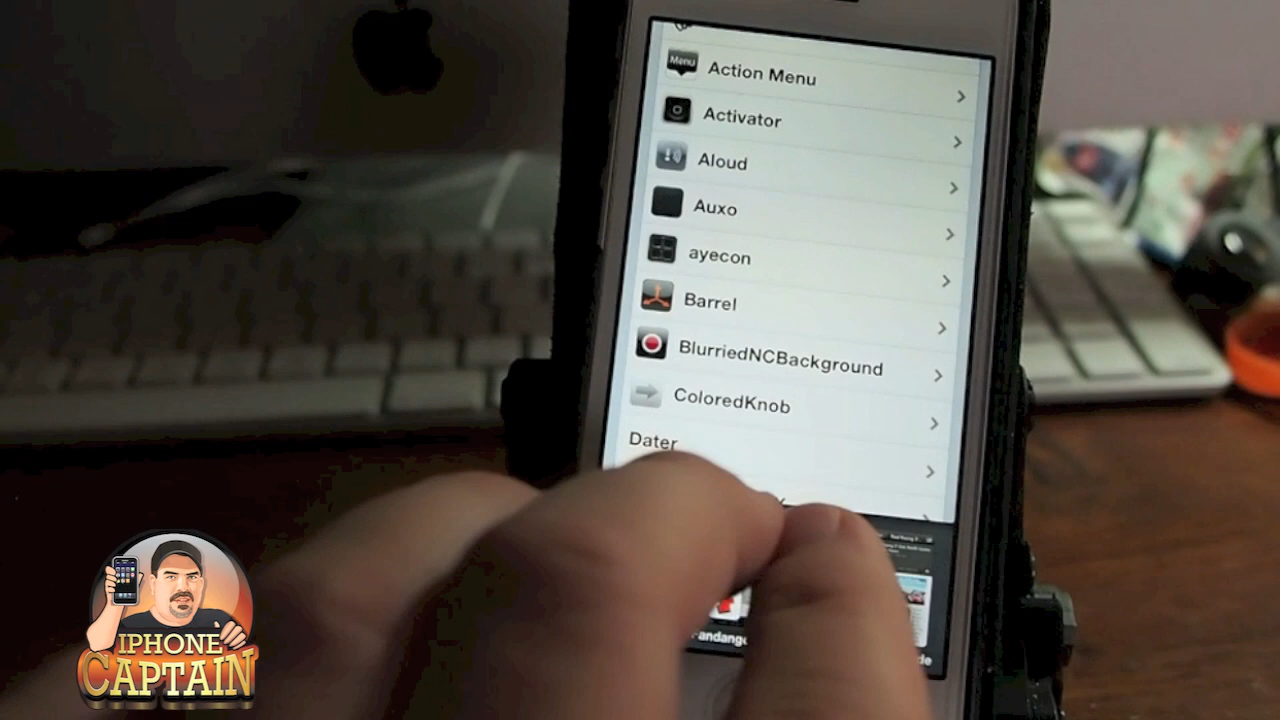 Menu
Action Menu
Activator
Aloud
Auxo
ayecon
Barrel
BlurriedNCBackground
ColoredKnob
Dater
Fandango
IPHONE
CAPTAIN